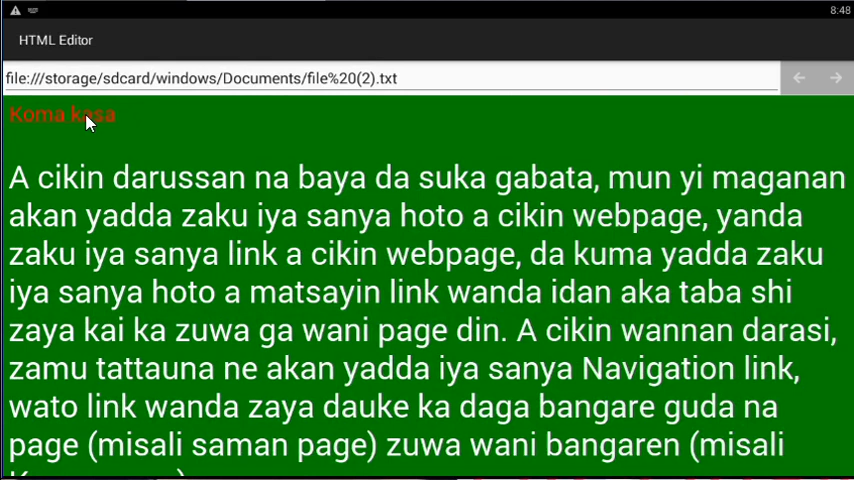 8:48
HTML Editor
file:///storage/sdcard/windows/Documents/file%20(2).txt
Koma kasa
A cikin darussan na baya da suka gabata, mun yi maganan
akan yadda zaku iya sanya hoto a cikin webpage, yanda
zaku iya sanya link a cikin webpage, da kuma yadda zaku
iya sanya hoto a matsayin link wanda idan aka taba shi
zaya kai ka zuwa ga wani page din. A cikin wannan darasi,
zamu tattauna ne akan yadda iya sanya Navigation link,
wato link wanda zaya dauke ka daga bangare guda na
page (misali saman page) zuwa wani bangaren (misali